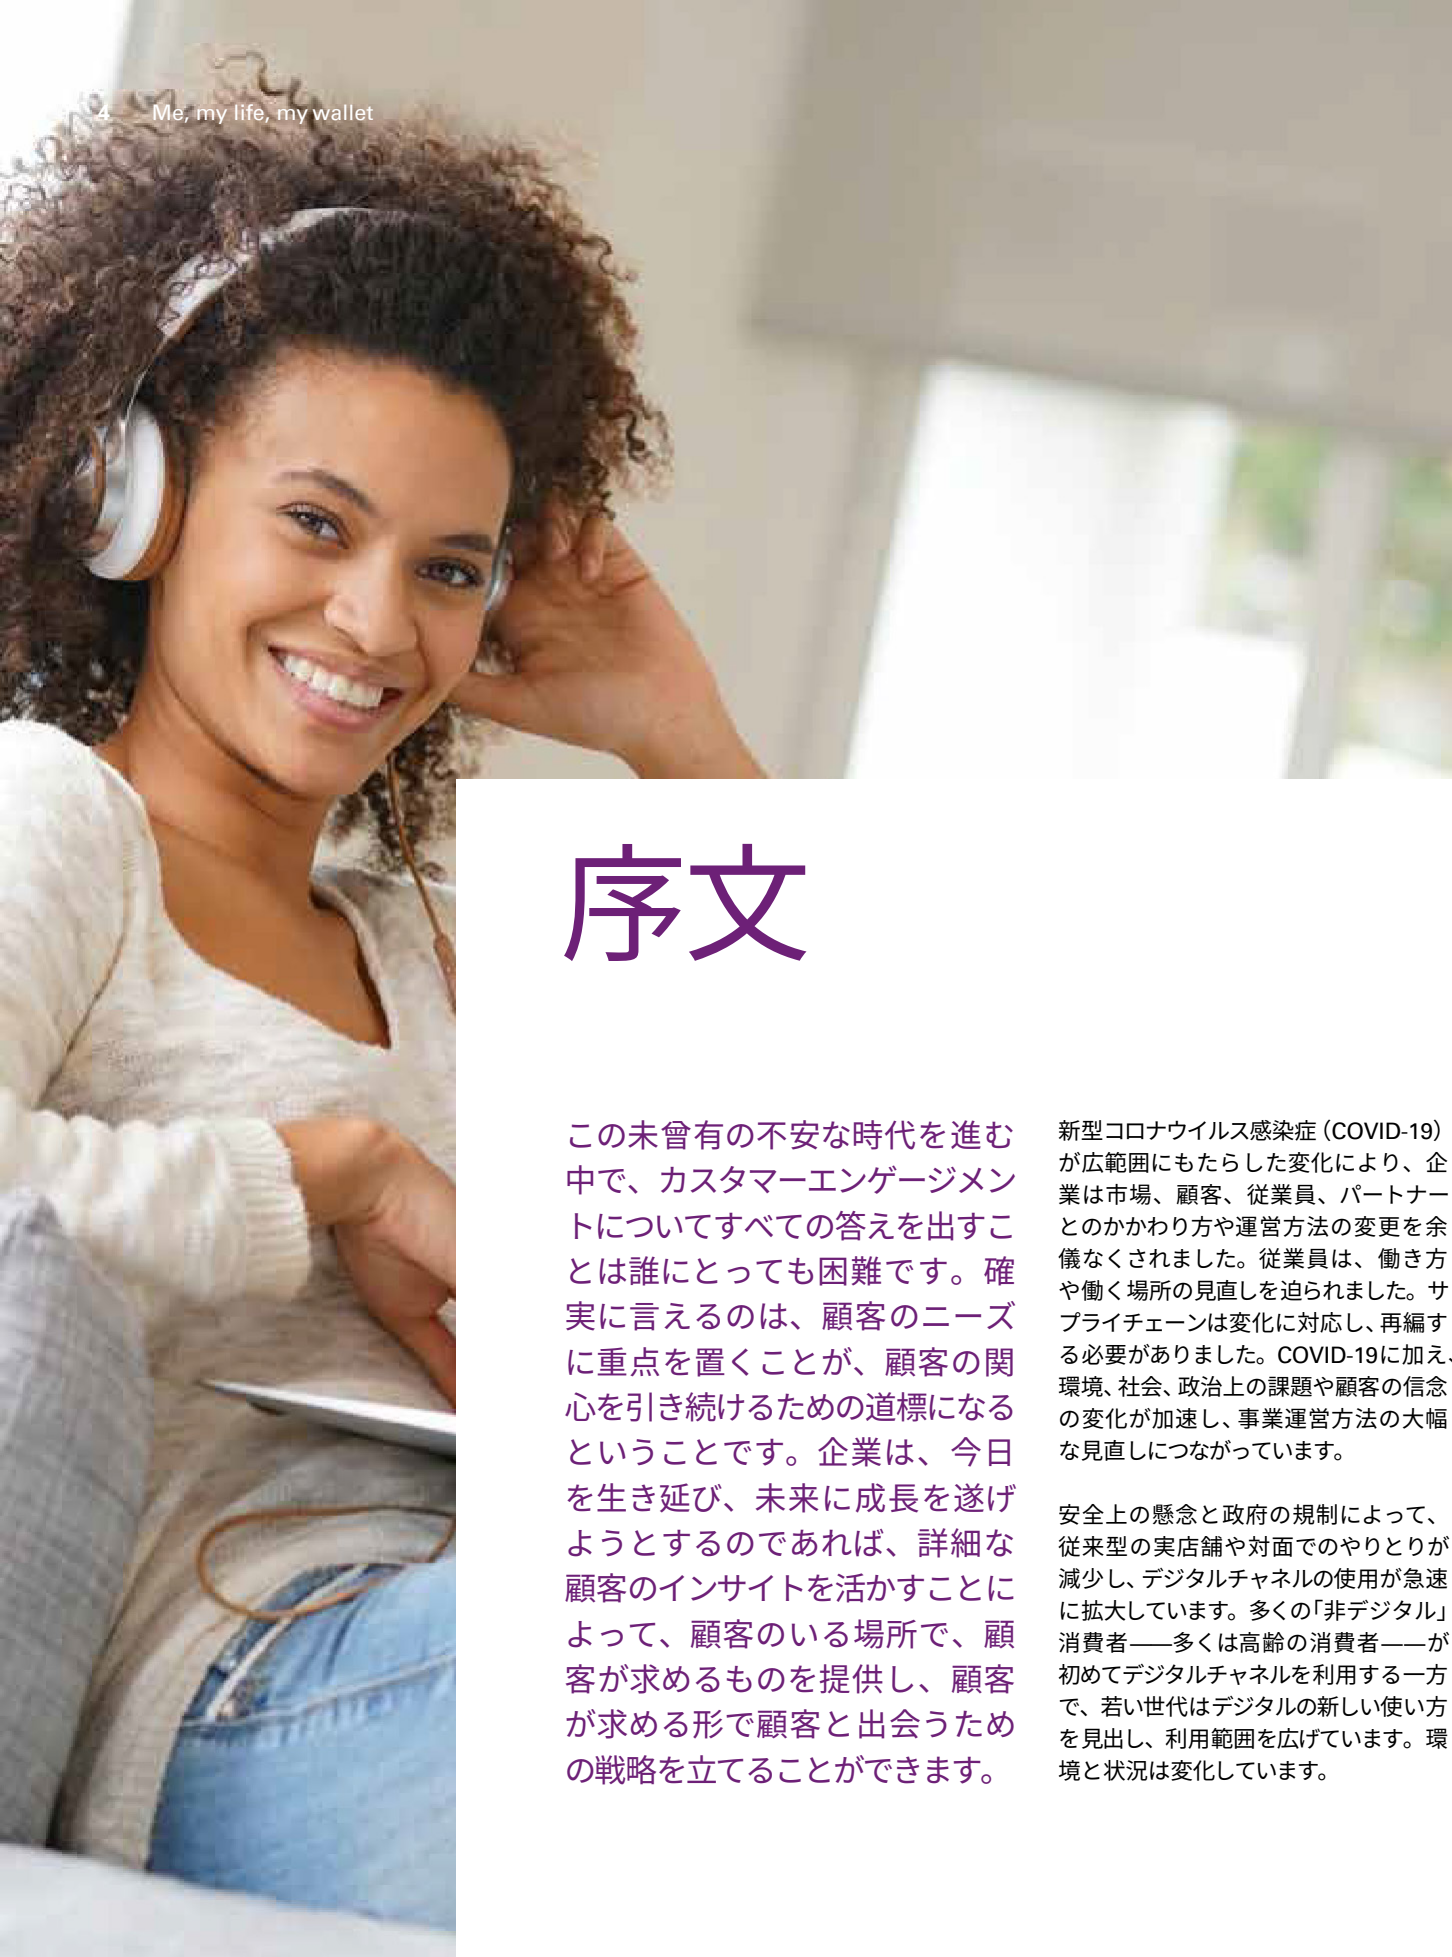 4 Me, my life, my wallet
序文
この未曾有の不安な時代を進む
中で、カスタマーエンゲージメン
トについてすべての答えを出すこ
とは誰にとっても困難です。確
実に言えるのは、顧客のニーズ
に重点を置くことが、顧客の関
心を引き続けるための道標になる
ということです。企業は、今日
を生き延び、未来に成長を遂げ
ようとするのであれば、詳細な
顧客のインサイトを活かすことに
よって、顧客のいる場所で、顧
客が求めるものを提供し、顧客
が求める形で顧客と出会うため
の戦略を立てることができます。
新型コロナウイルス感染症（COVID-19）
が広範囲にもたらした変化により、企
業は市場、顧客、従業員、パートナー
とのかかわり方や運営方法の変更を余
儀なくされました。従業員は、働き方
や働く場所の見直しを迫られました。サ
プライチェーンは変化に対応し、再編す
る必要がありました。COVID-19に加え、
環境、社会、政治上の課題や顧客の信念
の変化が加速し、事業運営方法の大幅
な見直しにつながっています。
安全上の懸念と政府の規制によって、
従来型の実店舗や対面でのやりとりが
減少し、デジタルチャネルの使用が急速
に拡大しています。多くの「非デジタル」
消費者——多くは高齢の消費者——が
初めてデジタルチャネルを利用する一方
で、若い世代はデジタルの新しい使い方
を見出し、利用範囲を広げています。環
境と状況は変化しています。